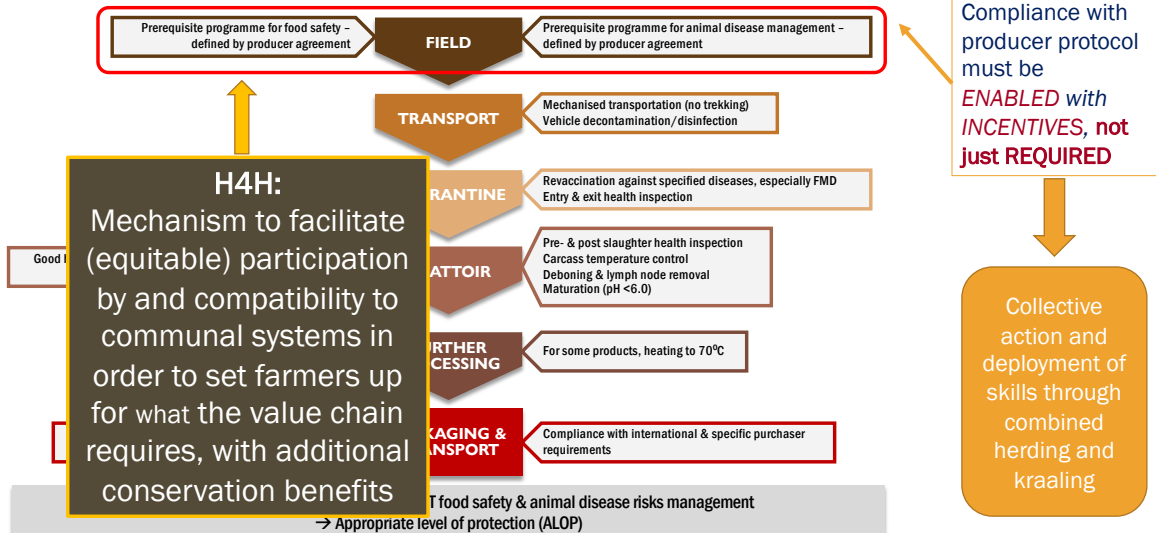 Prerequisite programme for food safety –
defined by producer agreement
FIELD
Prerequisite programme for animal disease management –
defined by producer agreement
Compliance with
producer protocol
must be
ENABLED with
INCENTIVES, not
just REQUIRED
TRANSPORT
Mechanised transportation (no trekking)
Vehicle decontamination/disinfection
H4H:
Mechanism to facilitate
(equitable) participation
by and compatibility to
communal systems in
order to set farmers up
for what the value chain
requires, with additional
conservation benefits
RANTINE
Revaccination against specified diseases, especially FMD
Entry & exit health inspection
Good
ATTOIR
Pre- & post slaughter health inspection
Carcass temperature control
Deboning & lymph node removal
Maturation (pH <6.0)
URTHER
CESSING
For some products, heating to 70⁰C
KAGING &
NSPORT
Compliance with international & specific purchaser
requirements
T food safety & animal disease risks management
→ Appropriate level of protection (ALOP)
Collective
action and
deployment of
skills through
combined
herding and
kraaling